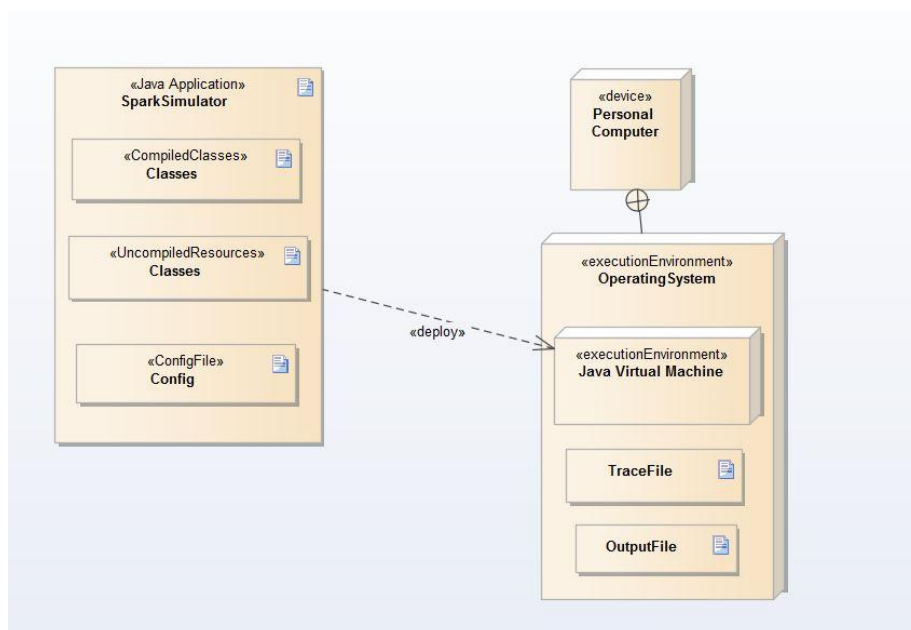 «Java Application»
SparkSimulator
«CompiledClasses»
Classes
«UncompiledResources»
Classes
«ConfigFile»
Config
«deploy»
«device»
Personal
Computer
«executionEnvironment»
OperatingSystem
«executionEnvironment»
Java Virtual Machine
TraceFile
OutputFile